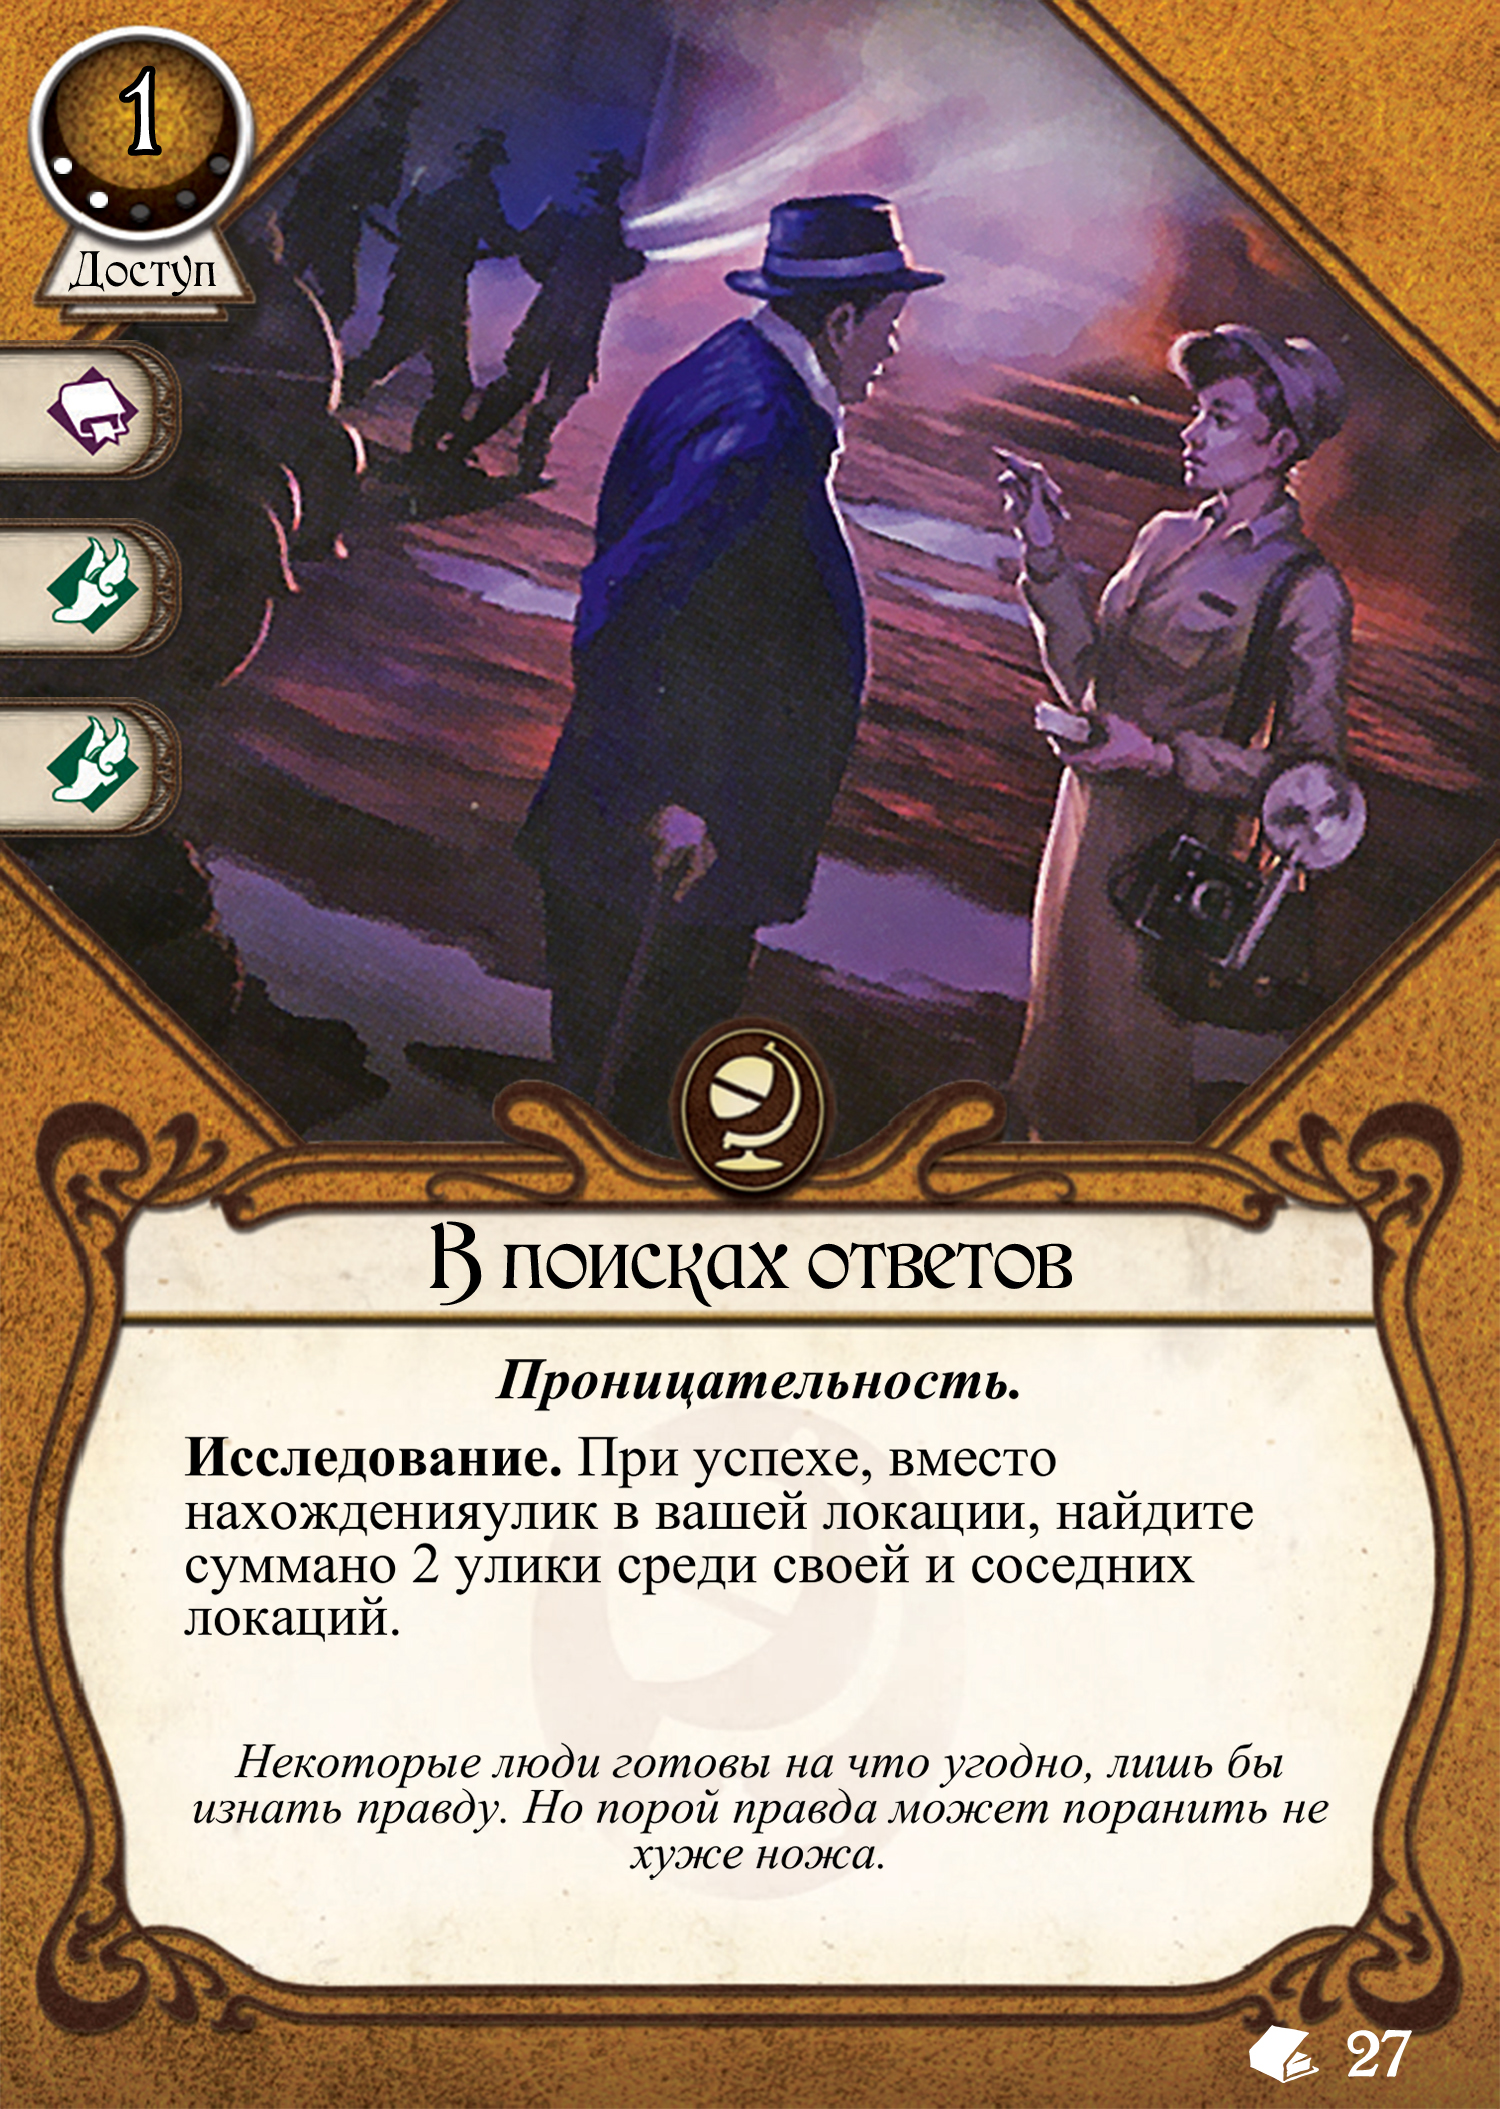 1
Доступ
В поисках ответов
Проницательность.
Исследование. При успехе, вместо
нахожденияулик в вашей локации, найдите
суммано 2 улики среди своей и соседних
локаций.
Некоторые люди готовы на что угодно, лишь бы
изнать правду. Но порой правда может поранить не
хуже ножа.
27